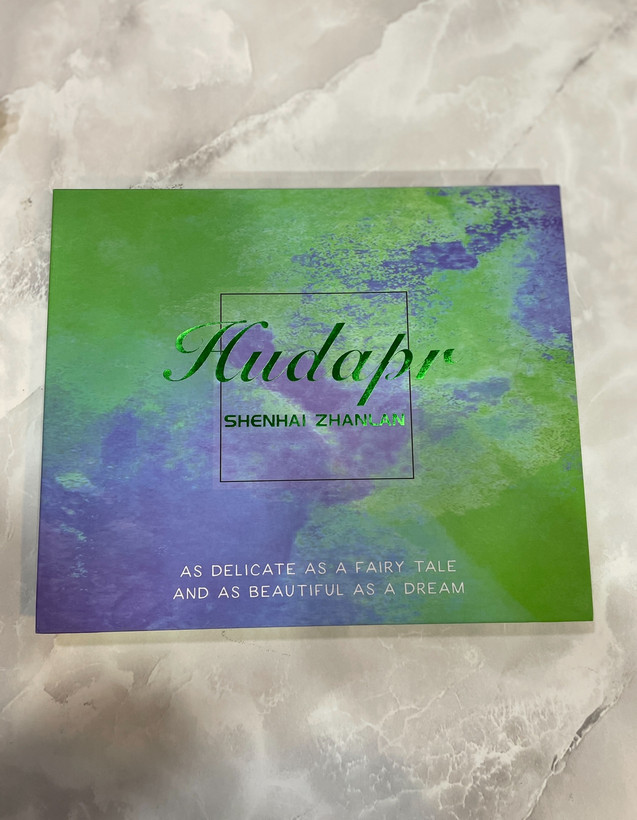 Hudapr
SHENHAI ZHANLAN
AS DELICATE AS A FAIRY TALE
AND AS BEAUTIFUL AS A DREAM